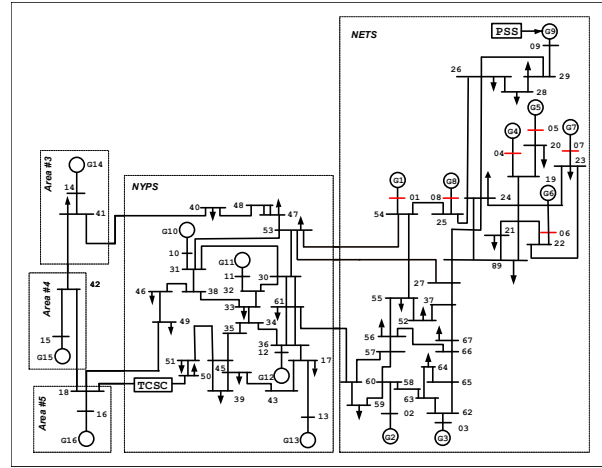 NETS
PSS
G9
09
26
29
28
G5
G1
G8
G4
05
G7
20
07
04
23
19
G6
01
08
24
54
25
21
06
22
89
27
55
37
52
56
67
57
66
64
60
58
65
59
63
62
02
03
G2
G3
Area #3
G14
14
41
NYPS
40
48
47
G10
53
10
G11
31
11
30
32
46
38
61
33
34
49
35
36
51
12
17
50
45
G12
TCSC
39
43
13
G13
Area #4
42
15
G15
Area #5
18
16
G16